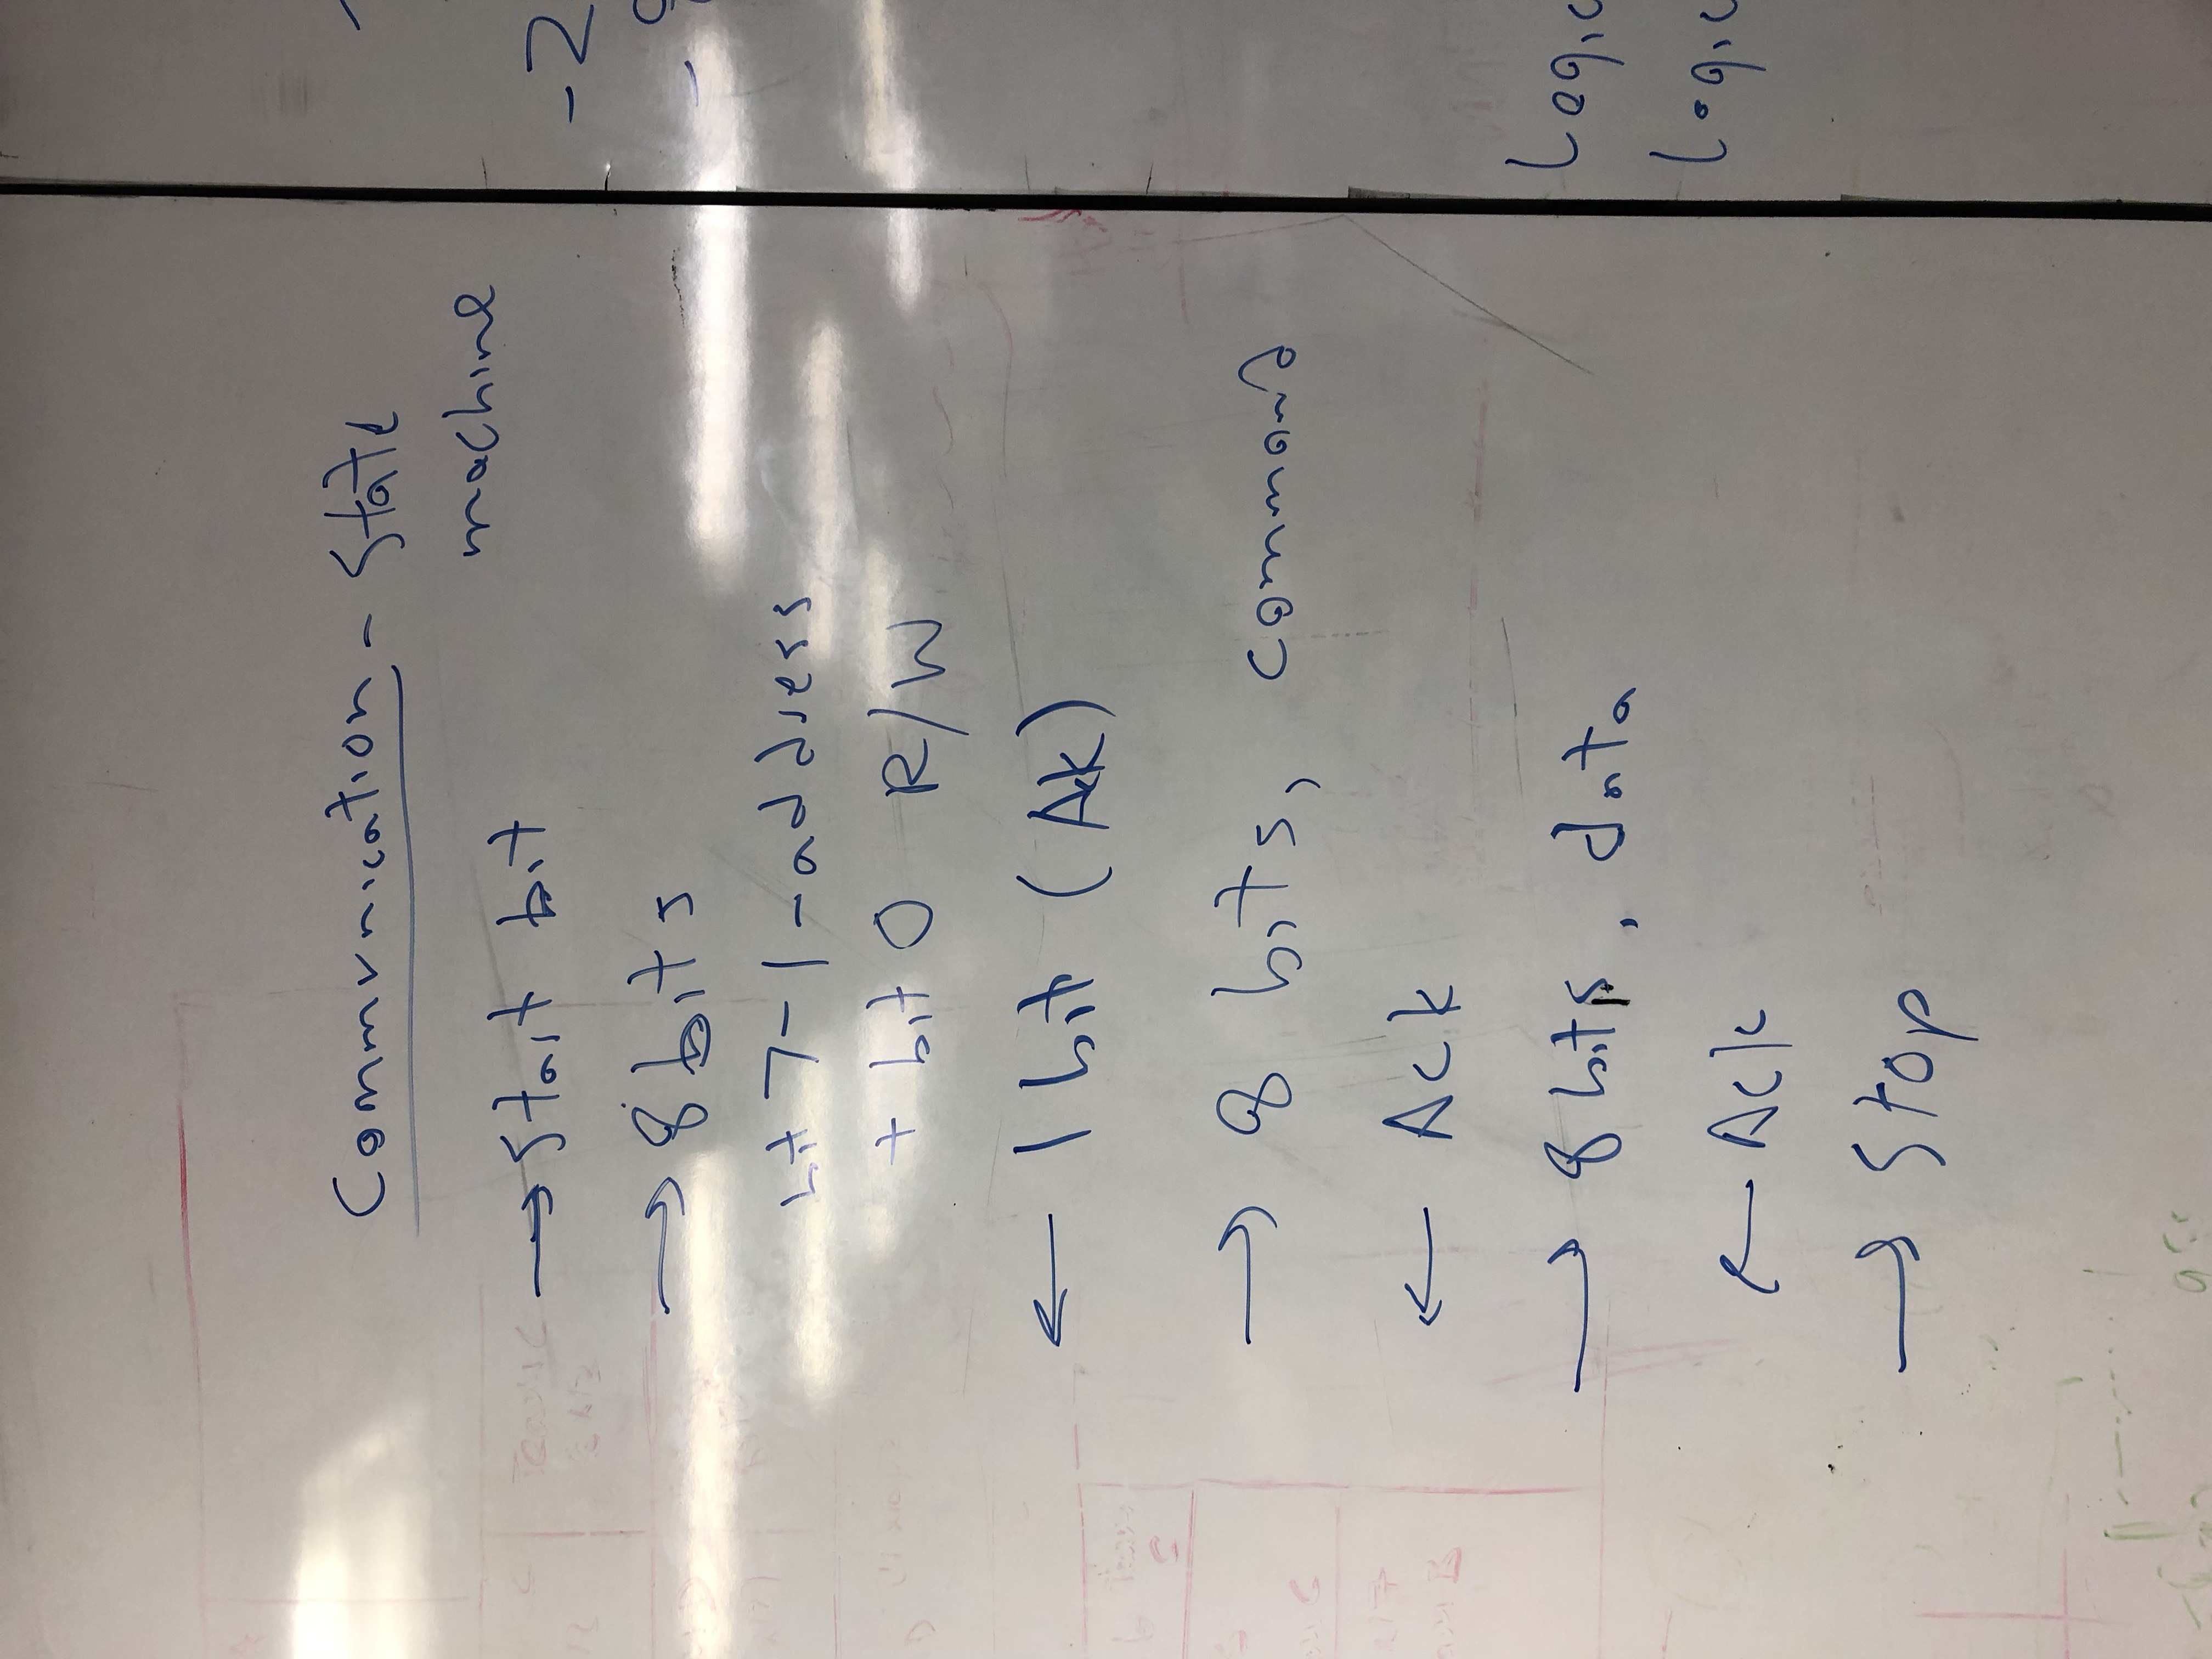 Communication - State
machine
→ Start bit
→ 8 bits
bit 7-1 - address
+ bit 0 R/W
← 1 bit (Ack)
→ 8 bits, command
← Ack
→ 8 bits, data
← Ack
→ Stop
-2
Logic
Logic